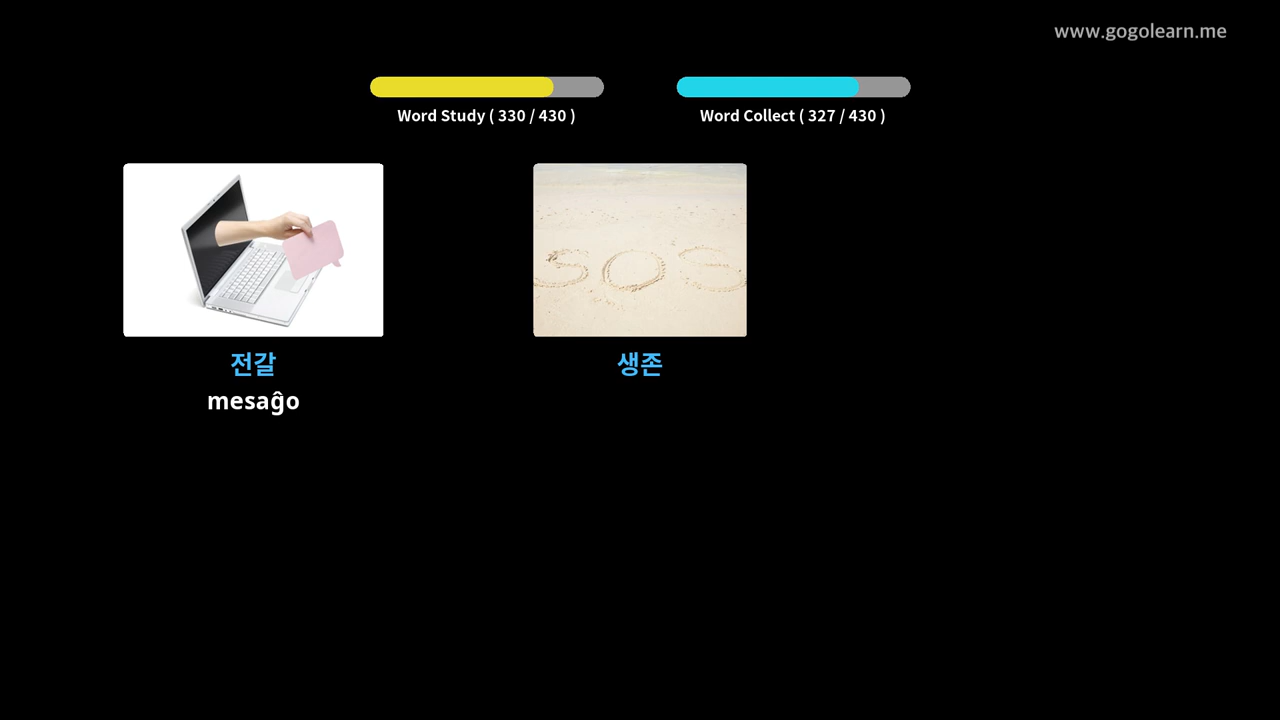 www.gogolearn.me
Word Study ( 330 / 430 )
Word Collect ( 327 / 430 )
SOS
전갈
생존
mesaĝo